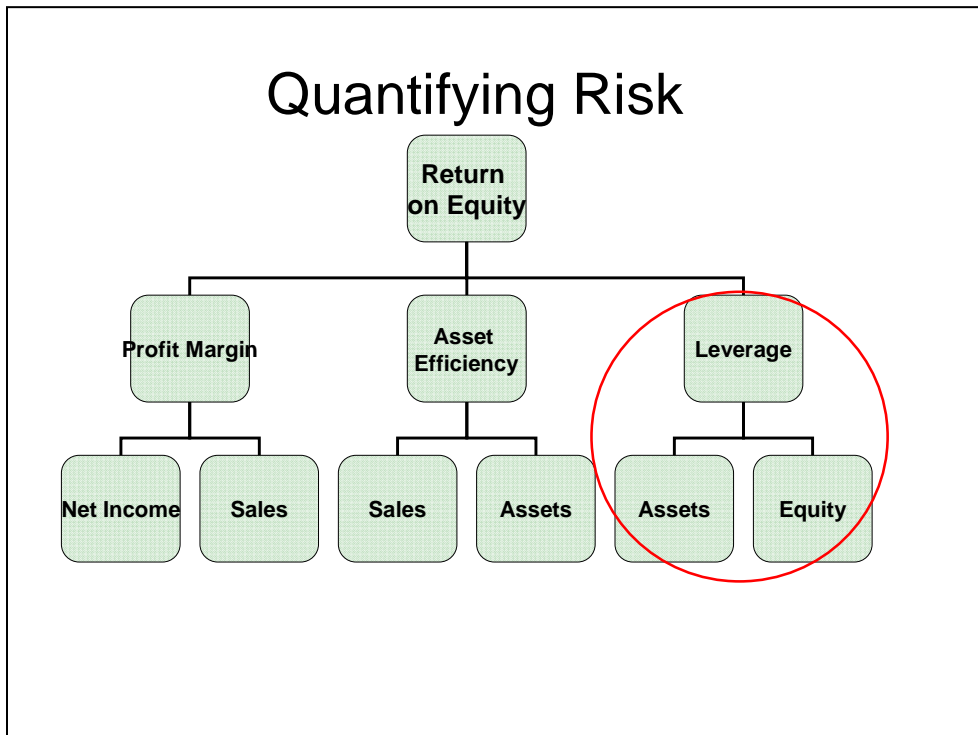 Quantifying Risk
Return
on Equity
Profit Margin
Asset
Efficiency
Leverage
Net Income
Sales
Sales
Assets
Assets
Equity